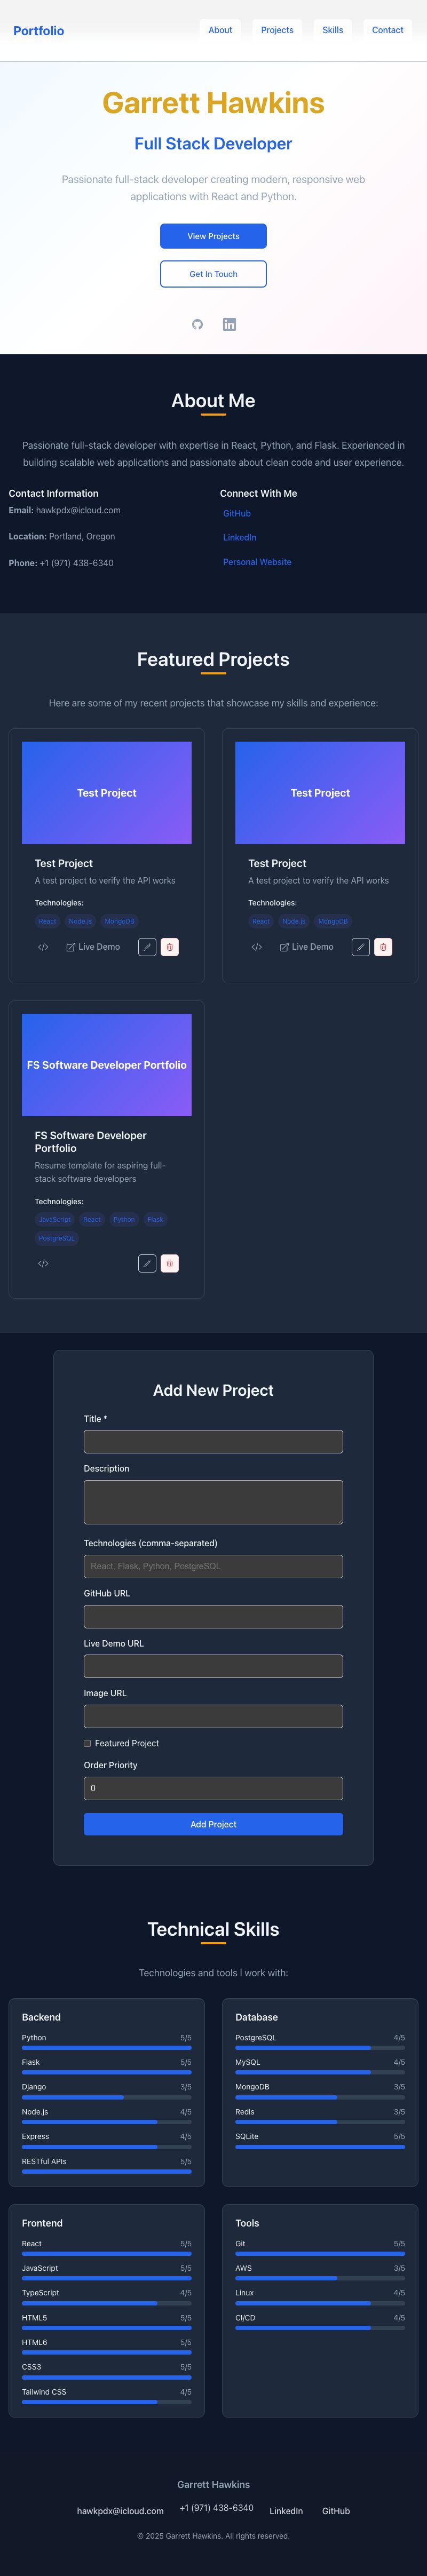 Portfolio
About
Projects
Skills
Contact
Garrett Hawkins
Full Stack Developer
Passionate full-stack developer creating modern, responsive web
applications with React and Python.
View Projects
Get In Touch
About Me
Passionate full-stack developer with expertise in React, Python, and Flask. Experienced in
building scalable web applications and passionate about clean code and user experience.
Contact Information
Email: hawkpdx@icloud.com
Location: Portland, Oregon
Phone: +1 (971) 438-6340
Connect With Me
GitHub
LinkedIn
Personal Website
Featured Projects
Here are some of my recent projects that showcase my skills and experience:
Test Project
Test Project
A test project to verify the API works
Technologies:
React
Node.js
MongoDB
Live Demo
Test Project
Test Project
A test project to verify the API works
Technologies:
React
Node.js
MongoDB
Live Demo
FS Software Developer Portfolio
FS Software Developer
Portfolio
Resume template for aspiring full-
stack software developers
Technologies:
JavaScript
React
Python
Flask
PostgreSQL
Add New Project
Title *
Description
Technologies (comma-separated)
React, Flask, Python, PostgreSQL
GitHub URL
Live Demo URL
Image URL
Featured Project
Order Priority
0
Add Project
Technical Skills
Technologies and tools I work with:
Backend
Python 5/5
Flask 5/5
Django 3/5
Node.js 4/5
Express 4/5
RESTful APIs 5/5
Database
PostgreSQL 4/5
MySQL 4/5
MongoDB 3/5
Redis 3/5
SQLite 5/5
Frontend
React 5/5
JavaScript 5/5
TypeScript 4/5
HTML5 5/5
HTML6 5/5
CSS3 5/5
Tailwind CSS 4/5
Tools
Git 5/5
AWS 3/5
Linux 4/5
CI/CD 4/5
Garrett Hawkins
hawkpdx@icloud.com
+1 (971) 438-6340
LinkedIn
GitHub
© 2025 Garrett Hawkins. All rights reserved.